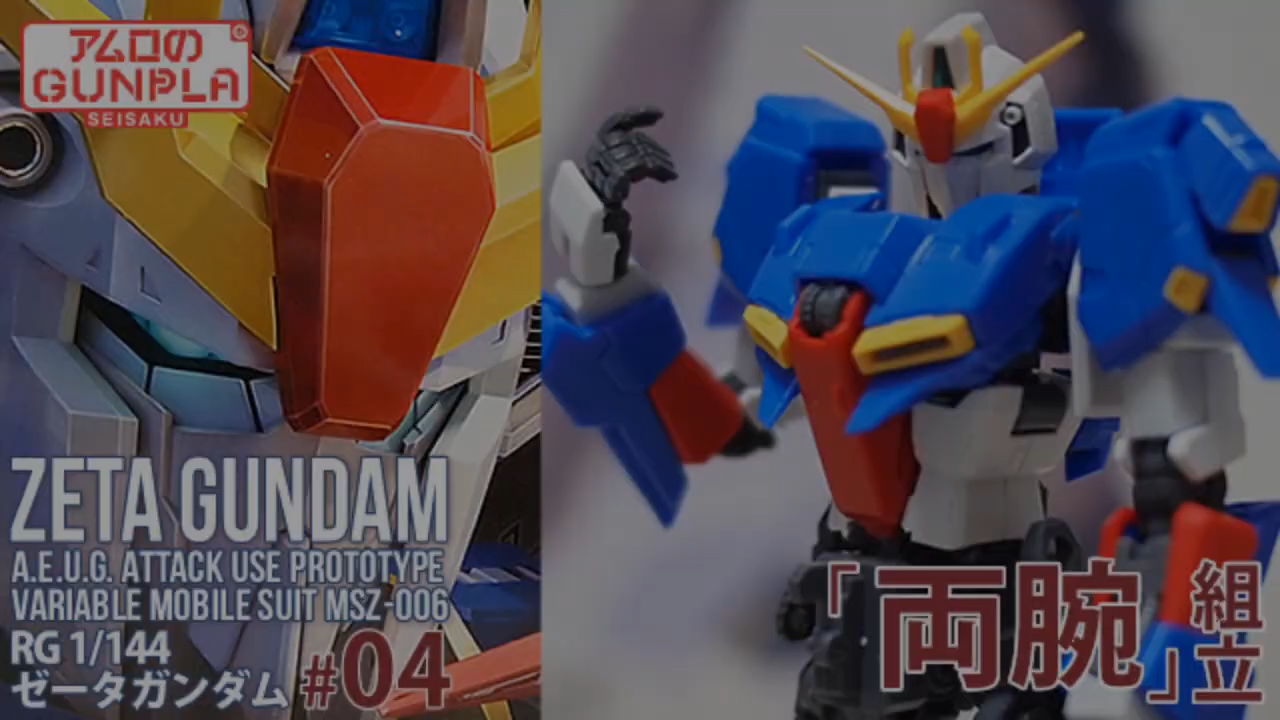 アムロの
GUNPLA
SEISAKU
ZETA GUNDAM
A.E.U.G. ATTACK USE PROTOTYPE
VARIABLE MOBILE SUIT MSZ-006
RG 1/144
ゼータガンダム #04
「両腕」組立